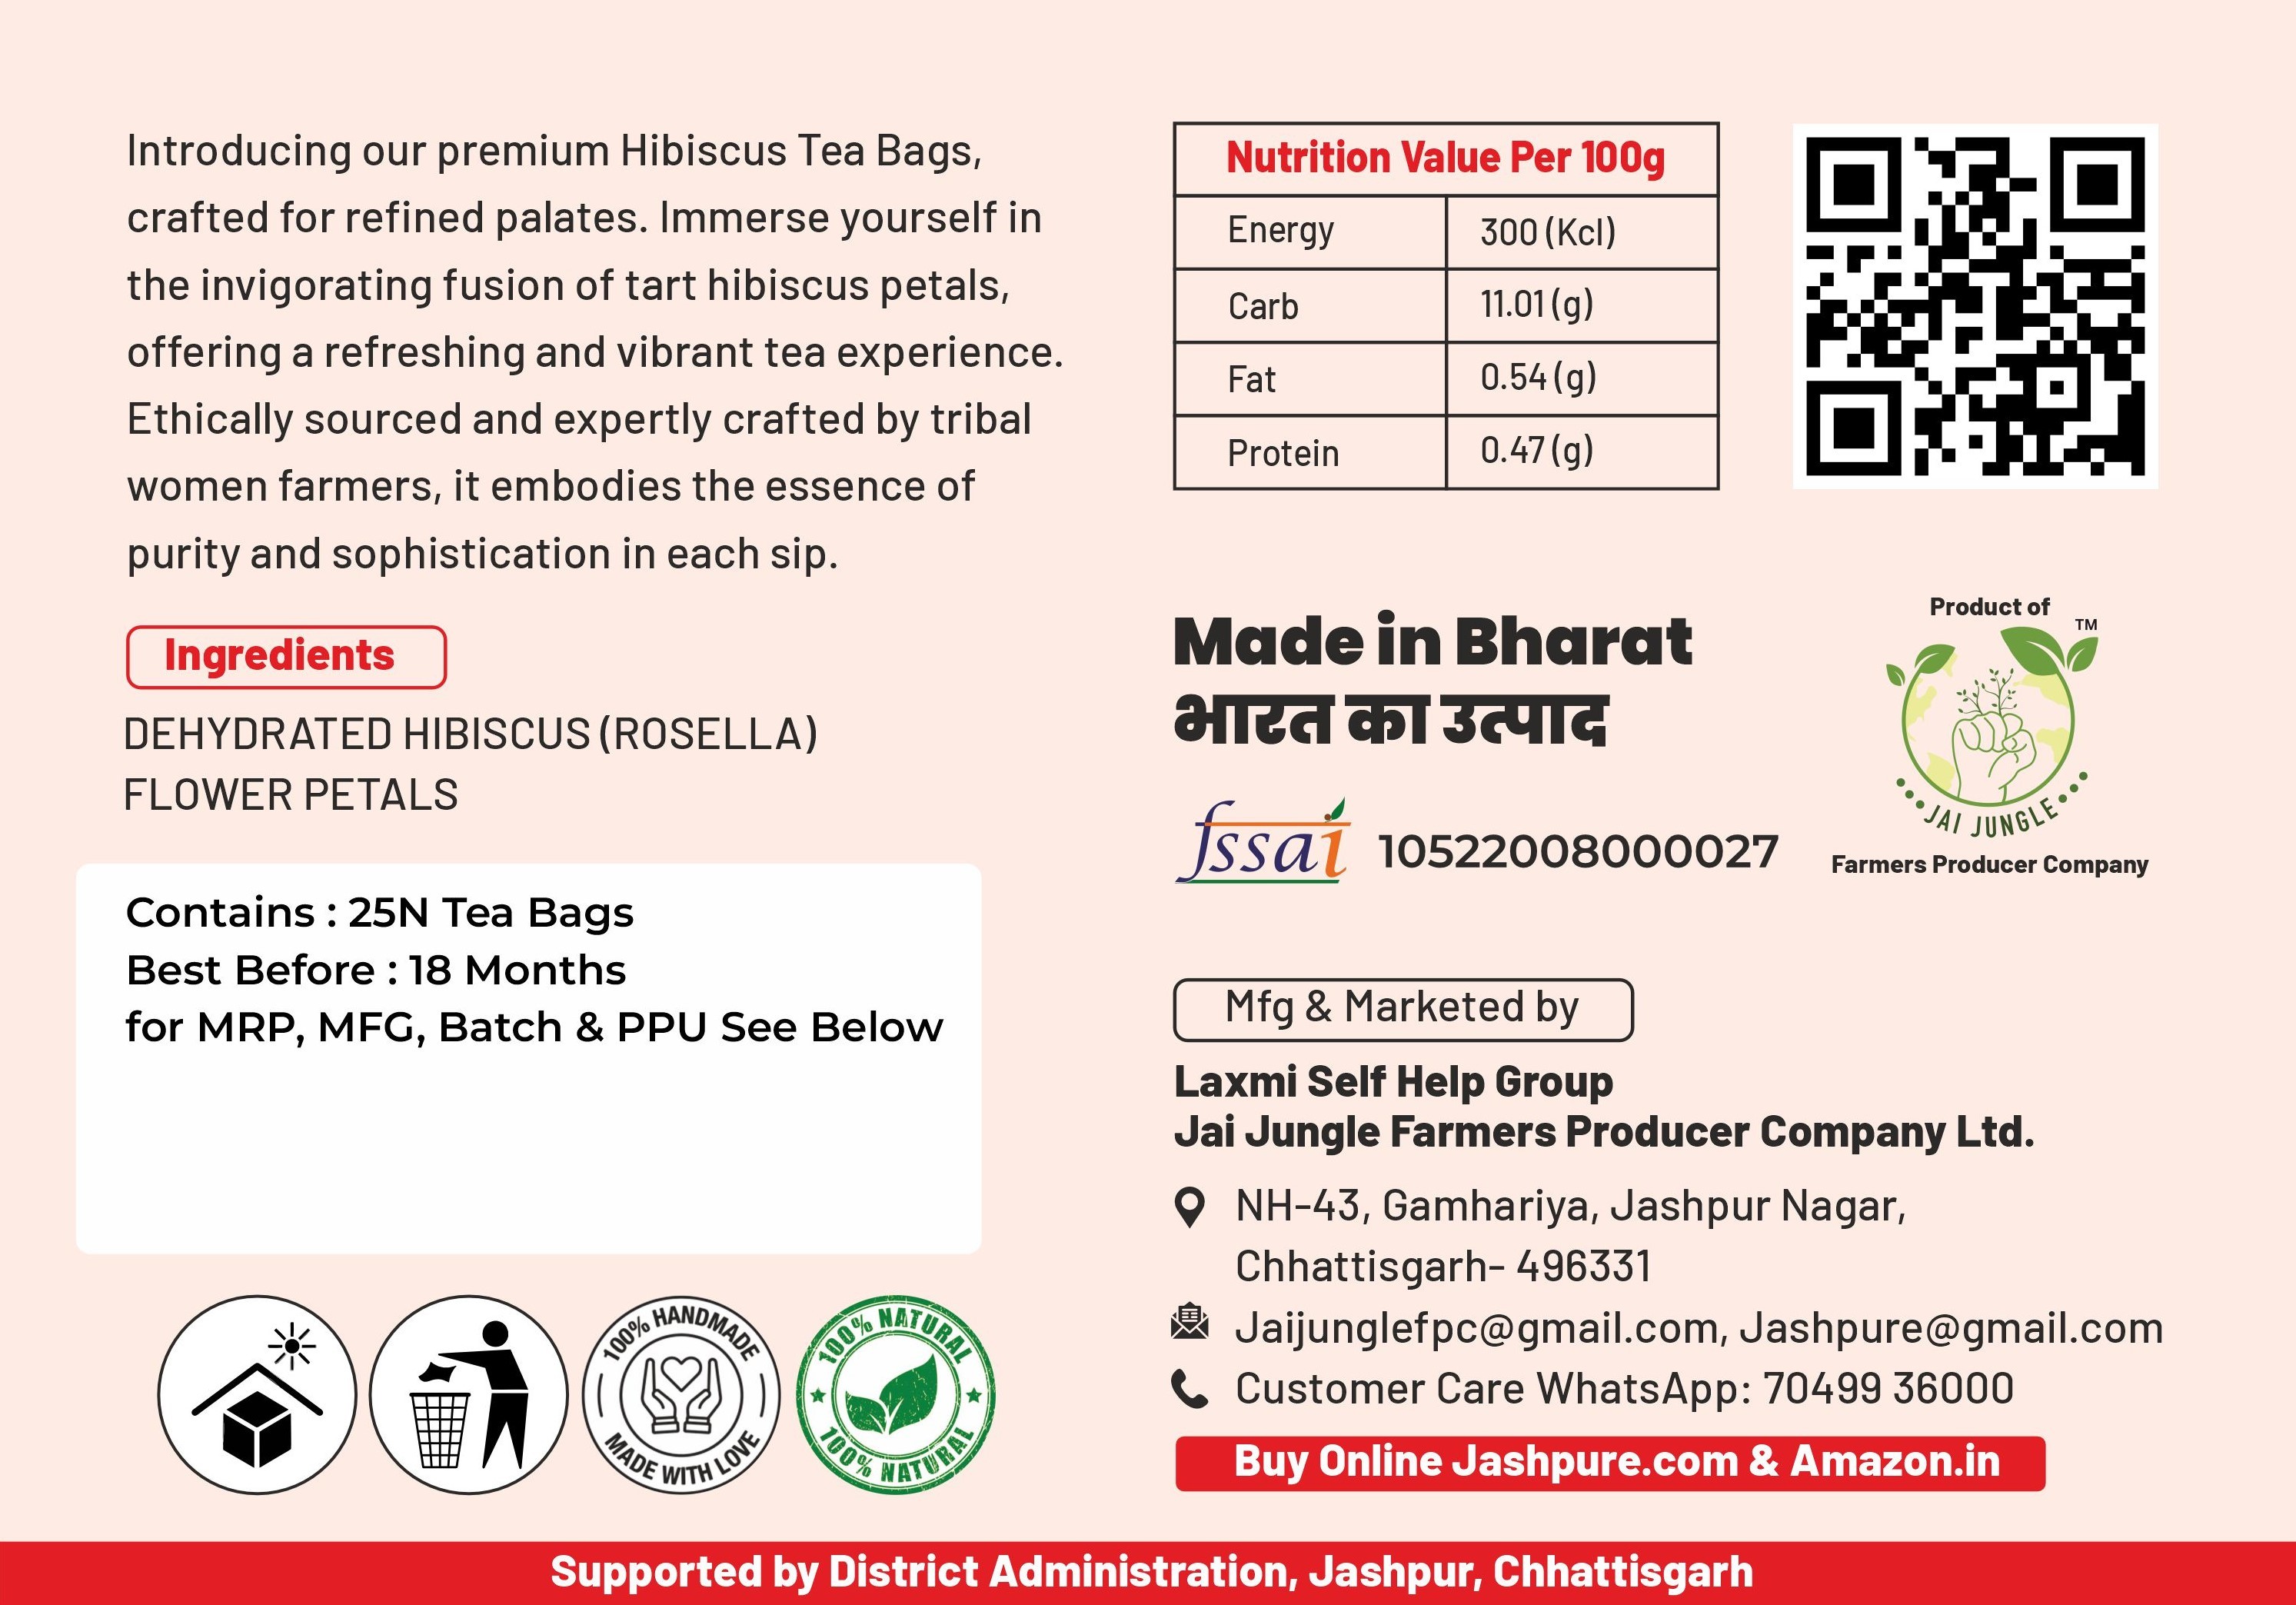 Introducing our premium Hibiscus Tea Bags,
crafted for refined palates. Immerse yourself in
the invigorating fusion of tart hibiscus petals,
offering a refreshing and vibrant tea experience.
Ethically sourced and expertly crafted by tribal
women farmers, it embodies the essence of
purity and sophistication in each sip.
Ingredients
DEHYDRATED HIBISCUS (ROSELLA)
FLOWER PETALS
Contains : 25N Tea Bags
Best Before : 18 Months
for MRP, MFG, Batch & PPU See Below
100% HANDMADE
MADE WITH LOVE
100% NATURAL
100% NATURAL
Nutrition Value Per 100g
Energy 300 (Kcl)
Carb 11.01 (g)
Fat 0.54 (g)
Protein 0.47 (g)
Made in Bharat
भारत का उत्पाद
fssai 10522008000027
Product of
TM
JAI JUNGLE
Farmers Producer Company
Mfg & Marketed by
Laxmi Self Help Group
Jai Jungle Farmers Producer Company Ltd.
NH-43, Gamhariya, Jashpur Nagar,
Chhattisgarh- 496331
Jaijunglefpc@gmail.com, Jashpure@gmail.com
Customer Care WhatsApp: 70499 36000
Buy Online Jashpure.com & Amazon.in
Supported by District Administration, Jashpur, Chhattisgarh